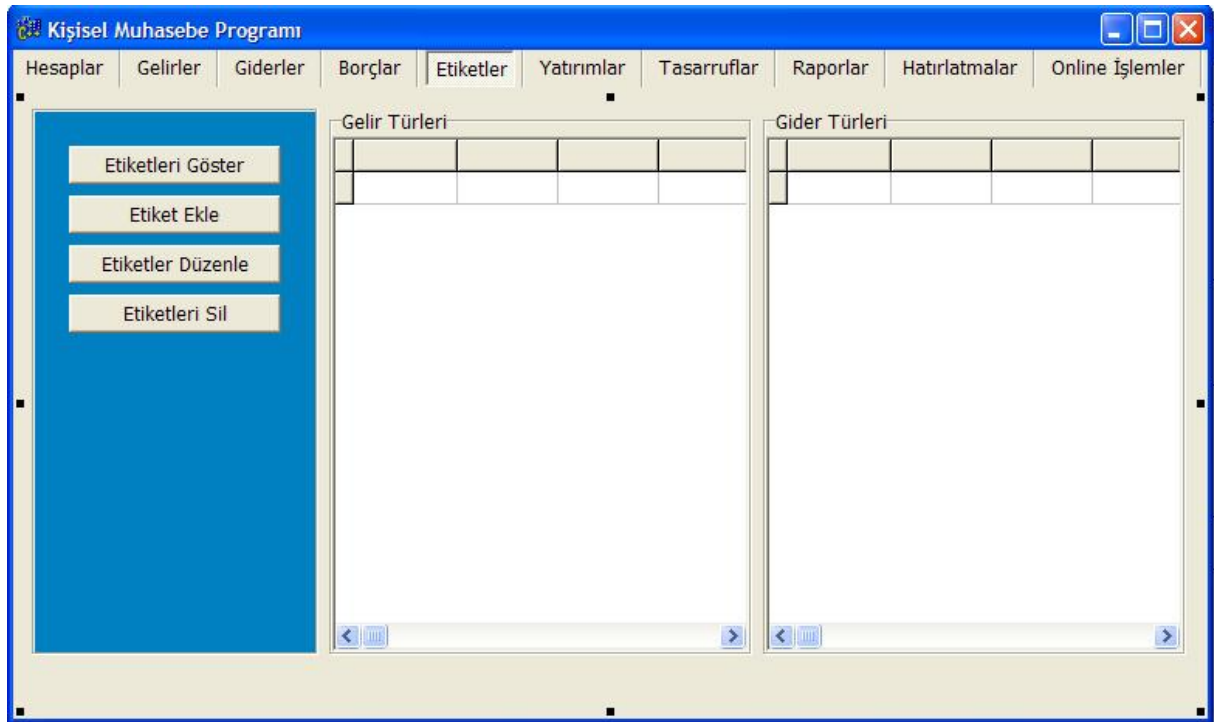 Kişisel Muhasebe Programı
Hesaplar Gelirler Giderler Borçlar Etiketler Yatırımlar Tasarruflar Raporlar Hatırlatmalar Online İşlemler
Etiketleri Göster
Etiket Ekle
Etiketler Düzenle
Etiketleri Sil
Gelir Türleri
Gider Türleri